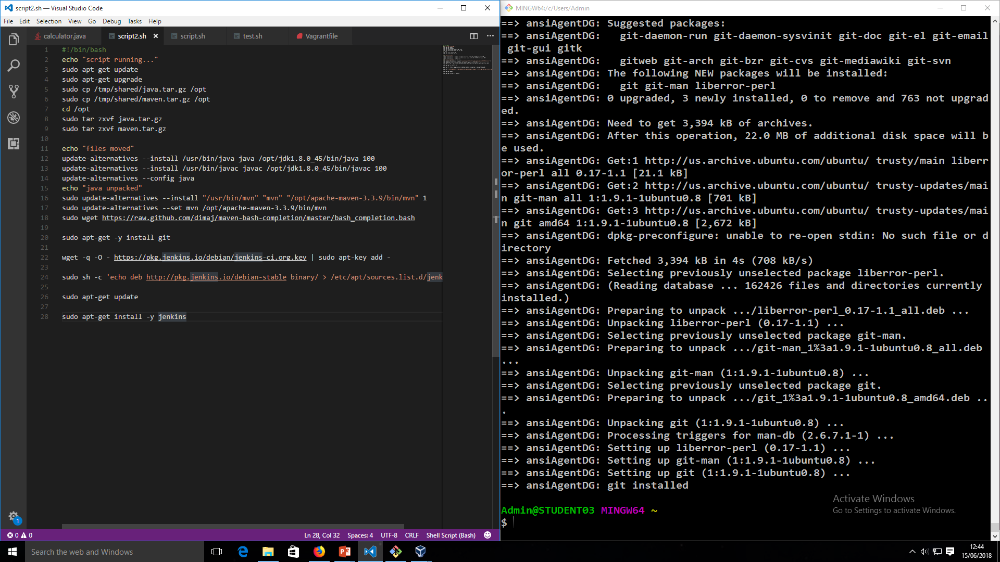 script2.sh — Visual Studio Code
File Edit Selection View Go Debug Tasks Help
calculator.java script2.sh script.sh test.sh Vagrantfile
1 #!/bin/bash
2 echo "script running..."
3 sudo apt-get update
4 sudo apt-get upgrade
5 sudo cp /tmp/shared/java.tar.gz /opt
6 sudo cp /tmp/shared/maven.tar.gz /opt
7 cd /opt
8 sudo tar zxvf java.tar.gz
9 sudo tar zxvf maven.tar.gz
10
11 echo "files moved"
12 update-alternatives --install /usr/bin/java java /opt/jdk1.8.0_45/bin/java 100
13 update-alternatives --install /usr/bin/javac javac /opt/jdk1.8.0_45/bin/javac 100
14 update-alternatives --config java
15 echo "java unpacked"
16 sudo update-alternatives --install "/usr/bin/mvn" "mvn" "/opt/apache-maven-3.3.9/bin/mvn" 1
17 sudo update-alternatives --set mvn /opt/apache-maven-3.3.9/bin/mvn
18 sudo wget https://raw.github.com/dimaj/maven-bash-completion/master/bash_completion.bash
19
20 sudo apt-get -y install git
21
22 wget -q -O - https://pkg.jenkins.io/debian/jenkins-ci.org.key | sudo apt-key add -
23
24 sudo sh -c 'echo deb http://pkg.jenkins.io/debian-stable binary/ > /etc/apt/sources.list.d/jenk
25
26 sudo apt-get update
27
28 sudo apt-get install -y jenkins
0 0
Ln 28, Col 32 Spaces: 4 UTF-8 CRLF Shell Script (Bash)
1
MINGW64:/c/Users/Admin
==> ansiAgentDG: Suggested packages:
==> ansiAgentDG:   git-daemon-run git-daemon-sysvinit git-doc git-el git-email
 git-gui gitk
==> ansiAgentDG:   gitweb git-arch git-bzr git-cvs git-mediawiki git-svn
==> ansiAgentDG: The following NEW packages will be installed:
==> ansiAgentDG:   git git-man liberror-perl
==> ansiAgentDG: 0 upgraded, 3 newly installed, 0 to remove and 763 not upgrad
ed.
==> ansiAgentDG: Need to get 3,394 kB of archives.
==> ansiAgentDG: After this operation, 22.0 MB of additional disk space will b
e used.
==> ansiAgentDG: Get:1 http://us.archive.ubuntu.com/ubuntu/ trusty/main liberr
or-perl all 0.17-1.1 [21.1 kB]
==> ansiAgentDG: Get:2 http://us.archive.ubuntu.com/ubuntu/ trusty-updates/mai
n git-man all 1:1.9.1-1ubuntu0.8 [701 kB]
==> ansiAgentDG: Get:3 http://us.archive.ubuntu.com/ubuntu/ trusty-updates/mai
n git amd64 1:1.9.1-1ubuntu0.8 [2,672 kB]
==> ansiAgentDG: dpkg-preconfigure: unable to re-open stdin: No such file or d
irectory
==> ansiAgentDG: Fetched 3,394 kB in 4s (708 kB/s)
==> ansiAgentDG: Selecting previously unselected package liberror-perl.
==> ansiAgentDG: (Reading database ... 162426 files and directories currently
installed.)
==> ansiAgentDG: Preparing to unpack .../liberror-perl_0.17-1.1_all.deb ...
==> ansiAgentDG: Unpacking liberror-perl (0.17-1.1) ...
==> ansiAgentDG: Selecting previously unselected package git-man.
==> ansiAgentDG: Preparing to unpack .../git-man_1%3a1.9.1-1ubuntu0.8_all.deb
...
==> ansiAgentDG: Unpacking git-man (1:1.9.1-1ubuntu0.8) ...
==> ansiAgentDG: Selecting previously unselected package git.
==> ansiAgentDG: Preparing to unpack .../git_1%3a1.9.1-1ubuntu0.8_amd64.deb ..
.
==> ansiAgentDG: Unpacking git (1:1.9.1-1ubuntu0.8) ...
==> ansiAgentDG: Processing triggers for man-db (2.6.7.1-1) ...
==> ansiAgentDG: Setting up liberror-perl (0.17-1.1) ...
==> ansiAgentDG: Setting up git-man (1:1.9.1-1ubuntu0.8) ...
==> ansiAgentDG: Setting up git (1:1.9.1-1ubuntu0.8) ...
==> ansiAgentDG: git installed
Admin@STUDENT03 MINGW64 ~
$
Activate Windows
Go to Settings to activate Windows.
Search the web and Windows
12:44
15/06/2018